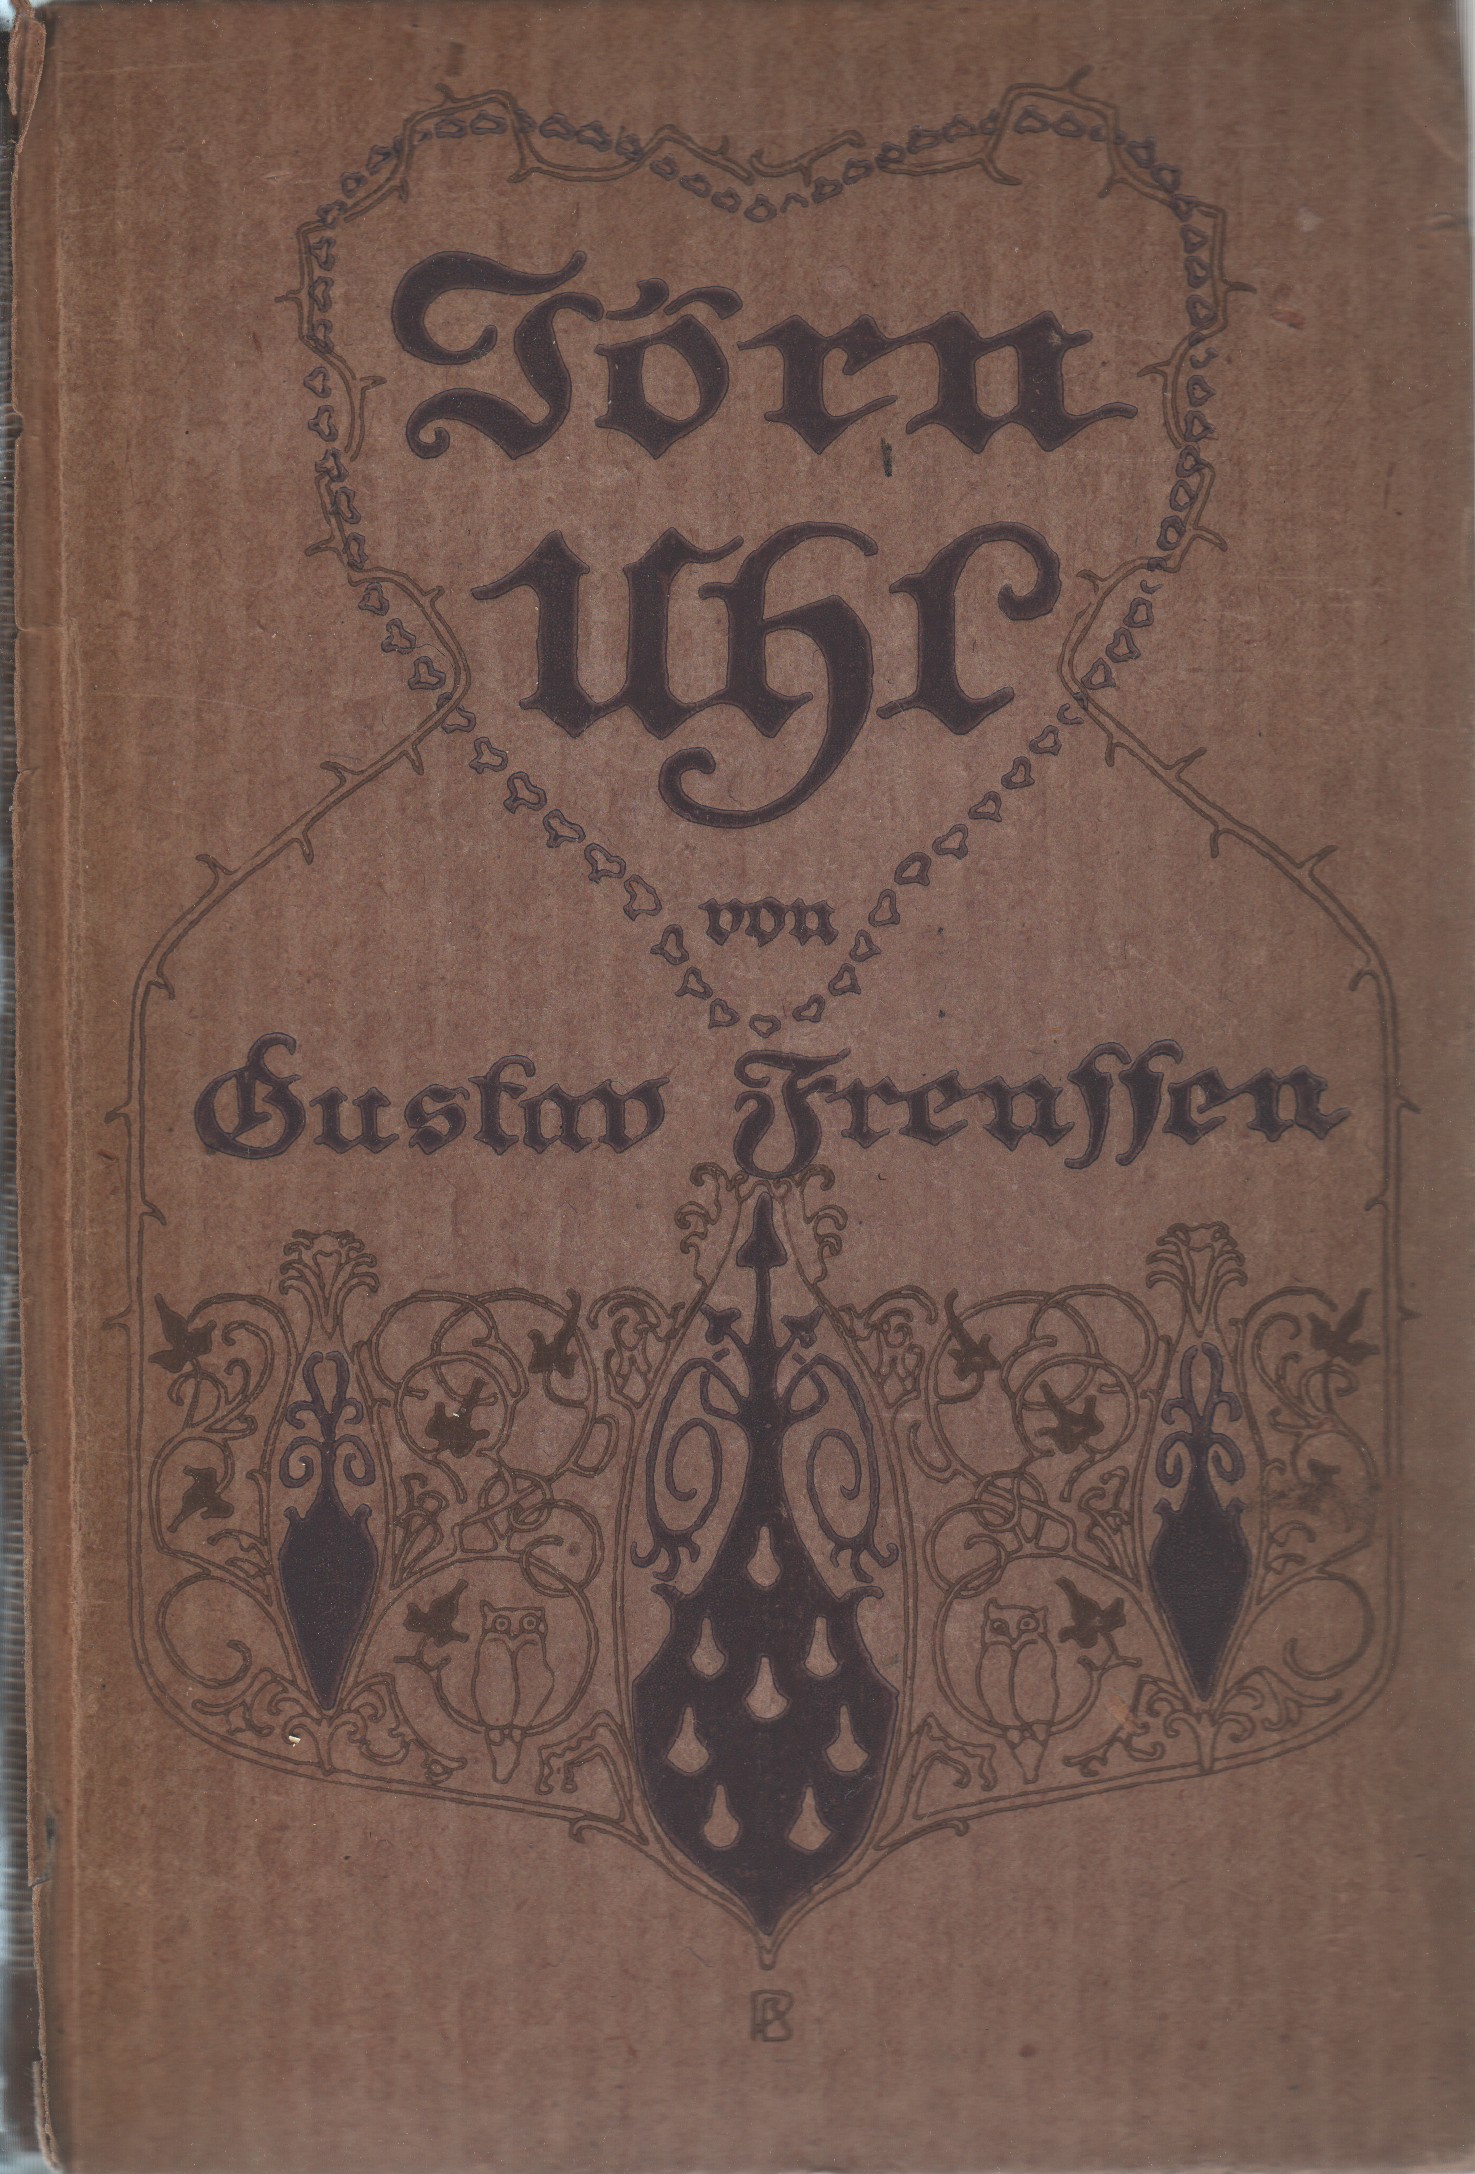 Jörn
Uhl
von
Gustav Frenssen